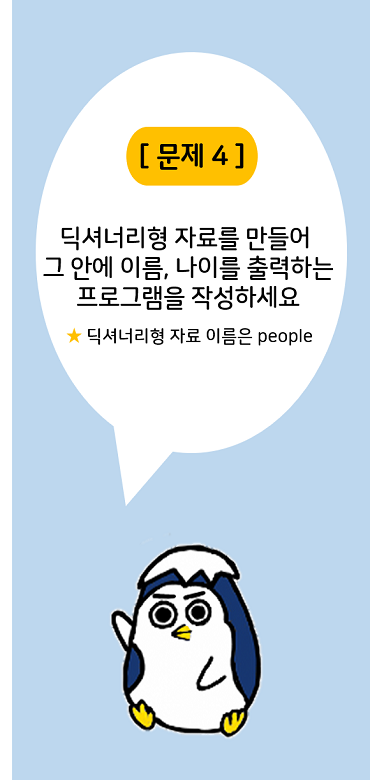 [ 문제 4 ]
딕셔너리형 자료를 만들어
그 안에 이름, 나이를 출력하는
프로그램을 작성하세요
★ 딕셔너리형 자료 이름은 people